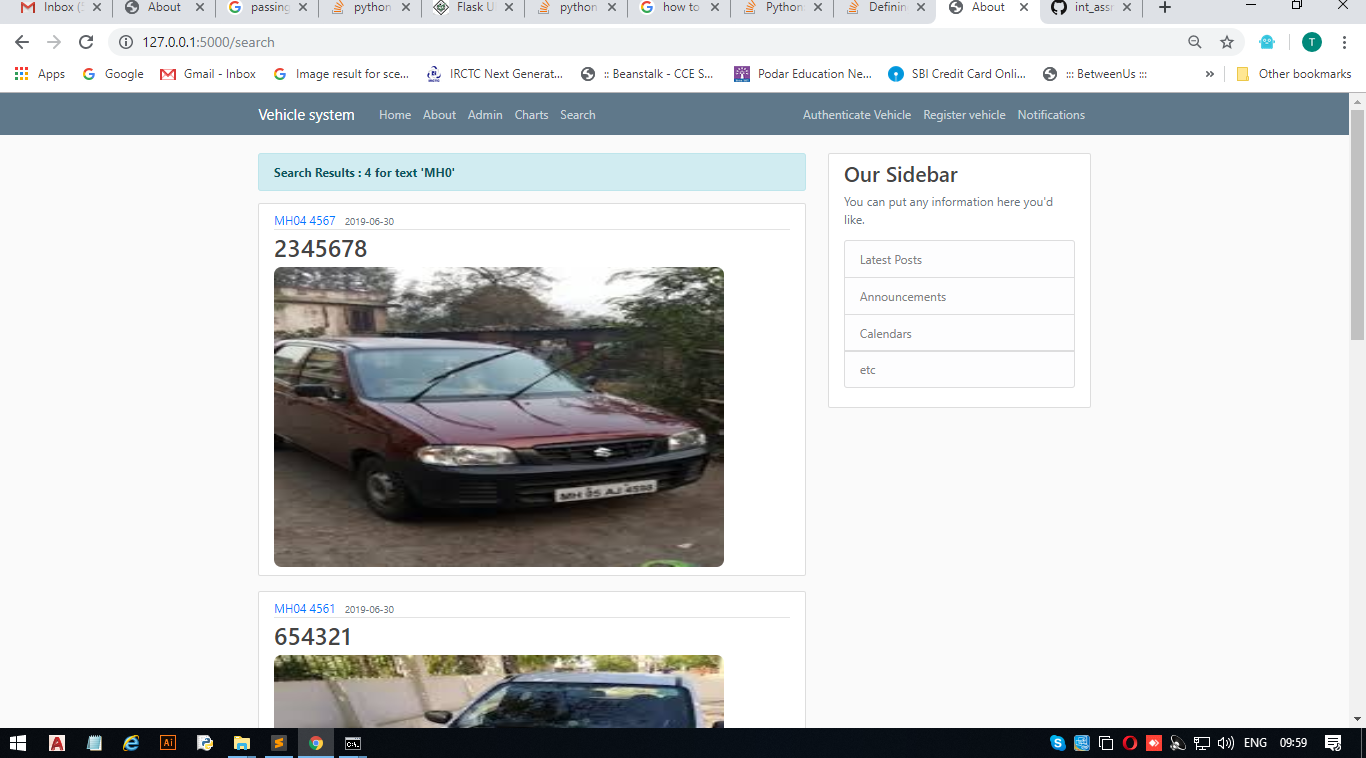 Inbox (
About
passing
python
Flask U
python
how to
Python
Definin
About
int_assr
127.0.0.1:5000/search
T
Apps
Google
Gmail - Inbox
Image result for sce...
IRCTC Next Generat...
:: Beanstalk - CCE S...
Podar Education Ne...
SBI Credit Card Onli...
::: BetweenUs :::
»
Other bookmarks
Vehicle system Home About Admin Charts Search Authenticate Vehicle Register vehicle Notifications
Search Results : 4 for text 'MH0'
MH04 4567 2019-06-30
2345678
MH 05 AJ 4598
MH04 4561 2019-06-30
654321
Our Sidebar
You can put any information here you'd
like.
Latest Posts
Announcements
Calendars
etc
ENG 09:59